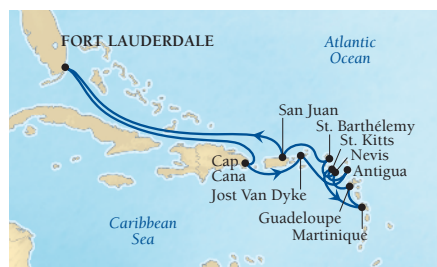 FORT LAUDERDALE
Atlantic
Ocean
San Juan
St. Barthélemy
St. Kitts
Nevis
Antigua
Cap
Cana
Jost Van Dyke
Guadeloupe
Martinique
Caribbean
Sea